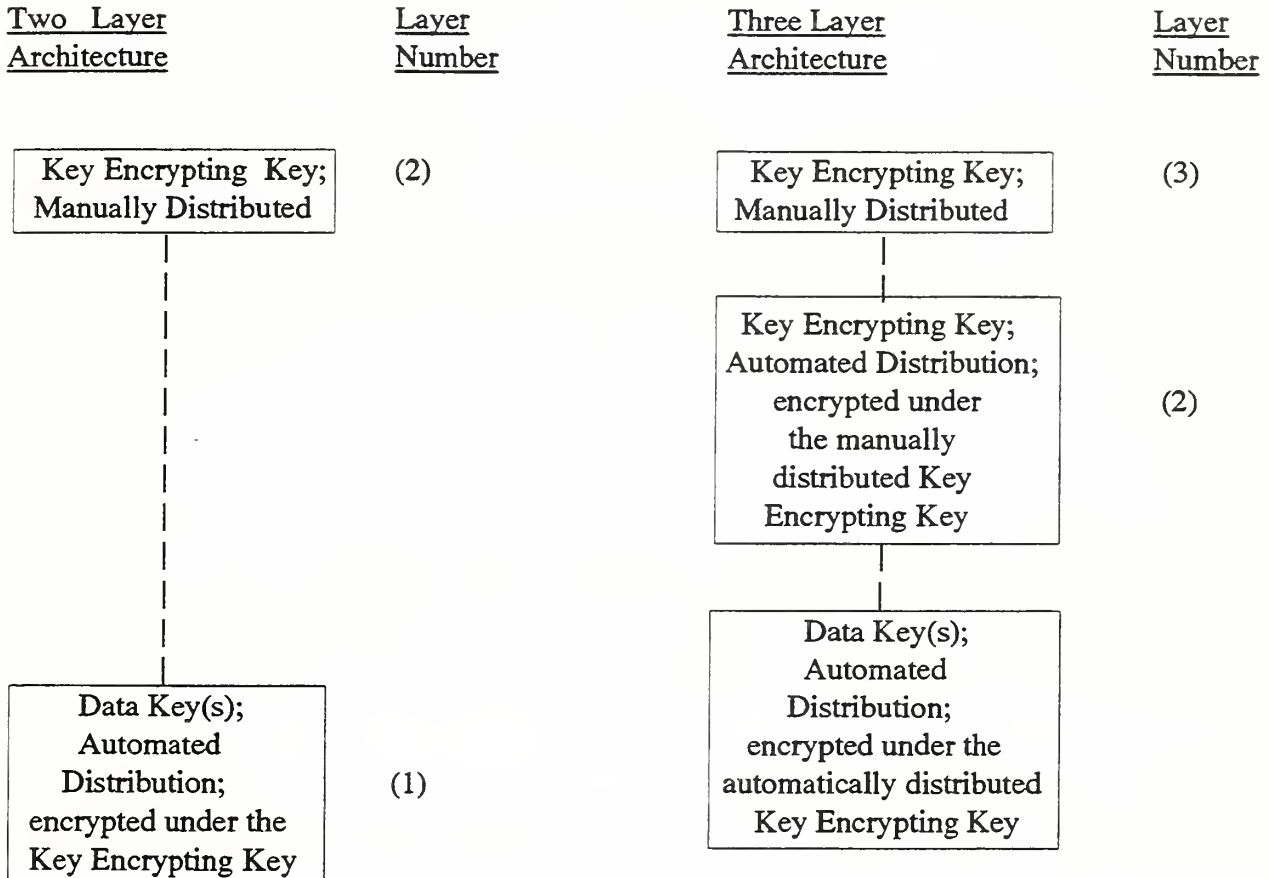 Two Layer
Architecture
Layer
Number
Three Layer
Architecture
Layer
Number
Key Encrypting Key;
Manually Distributed
(2)
Key Encrypting Key;
Manually Distributed
(3)
Key Encrypting Key;
Automated Distribution;
encrypted under
the manually
distributed Key
Encrypting Key
(2)
Data Key(s);
Automated
Distribution;
encrypted under the
Key Encrypting Key
(1)
Data Key(s);
Automated
Distribution;
encrypted under the
automatically distributed
Key Encrypting Key